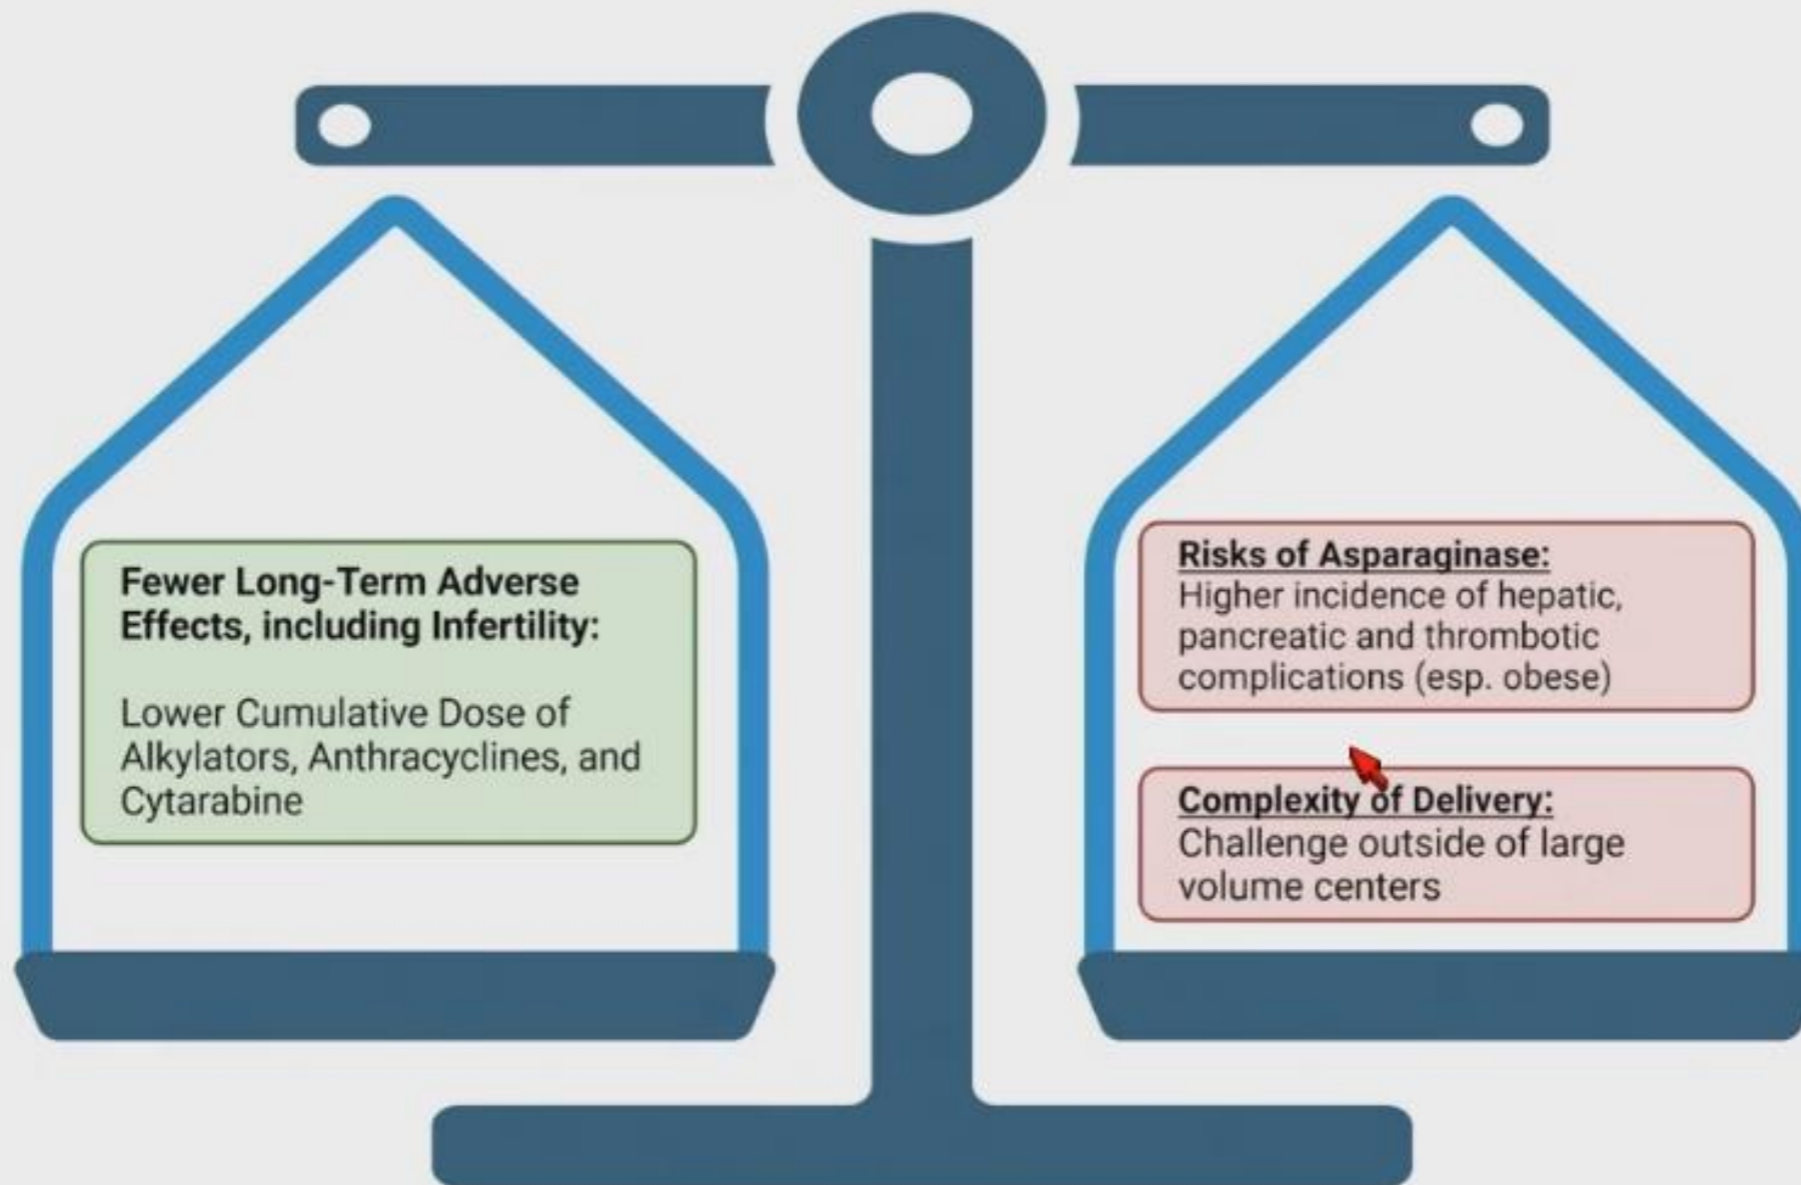 Fewer Long-Term Adverse
Effects, including Infertility:
Lower Cumulative Dose of
Alkylators, Anthracyclines, and
Cytarabine
Risks of Asparaginase:
Higher incidence of hepatic,
pancreatic and thrombotic
complications (esp. obese)
Complexity of Delivery:
Challenge outside of large
volume centers